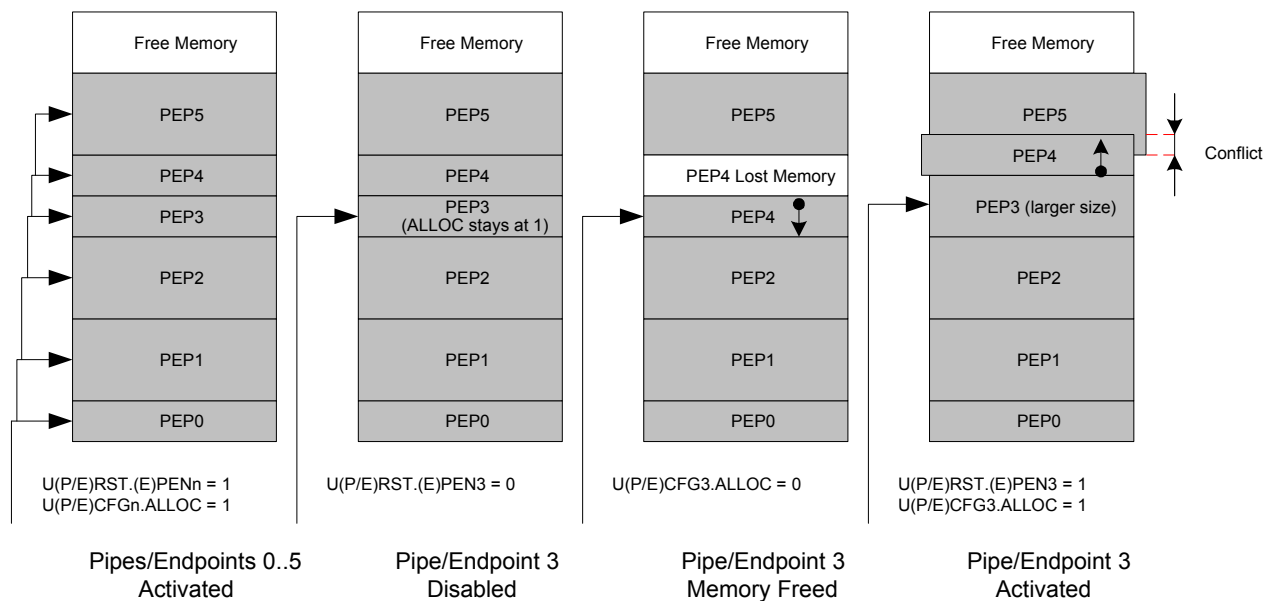 Free Memory
PEP5
PEP4
PEP3
PEP2
PEP1
PEP0
U(P/E)RST.(E)PENn = 1
U(P/E)CFGn.ALLOC = 1
Pipes/Endpoints 0..5
Activated
Free Memory
PEP5
PEP4
PEP3
(ALLOC stays at 1)
PEP2
PEP1
PEP0
U(P/E)RST.(E)PEN3 = 0
Pipe/Endpoint 3
Disabled
Free Memory
PEP5
PEP4 Lost Memory
PEP4
PEP2
PEP1
PEP0
U(P/E)CFG3.ALLOC = 0
Pipe/Endpoint 3
Memory Freed
Free Memory
PEP5
PEP4
Conflict
PEP3 (larger size)
PEP2
PEP1
PEP0
U(P/E)RST.(E)PEN3 = 1
U(P/E)CFG3.ALLOC = 1
Pipe/Endpoint 3
Activated